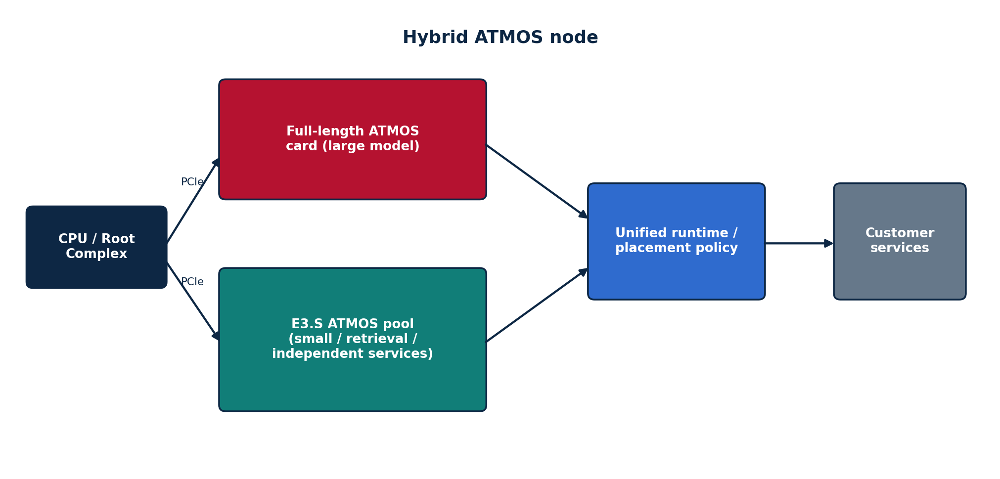 Hybrid ATMOS node
Full-length ATMOS
card (large model)
PCIe
CPU / Root
Complex
PCIe
E3.S ATMOS pool
(small / retrieval /
independent services)
Unified runtime /
placement policy
Customer
services